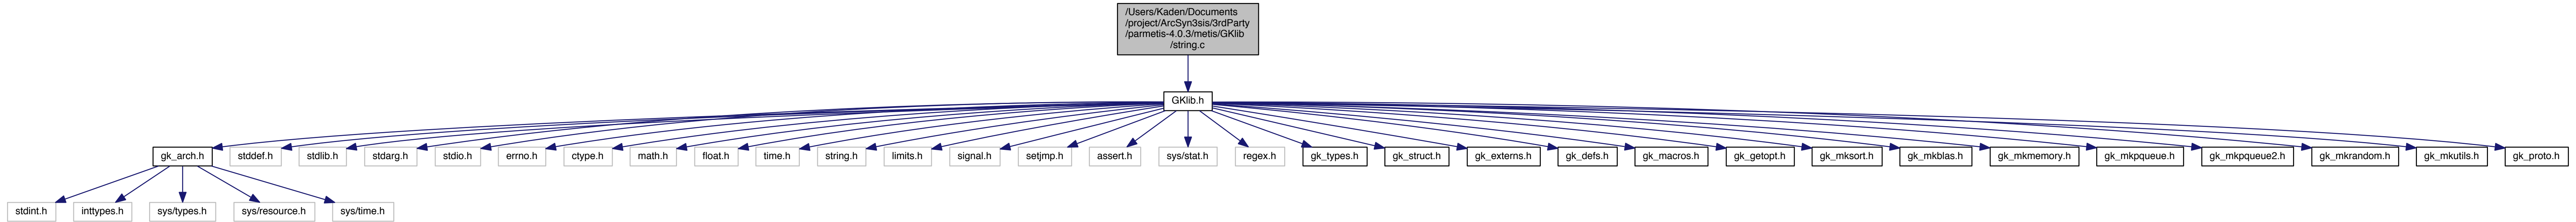 /Users/Kaden/Documents
/project/ArcSyn3sis/3rdParty
/parmetis-4.0.3/metis/GKlib
/string.c
GKlib.h
gk_arch.h
stddef.h
stdlib.h
stdarg.h
stdio.h
errno.h
ctype.h
math.h
float.h
time.h
string.h
limits.h
signal.h
setjmp.h
assert.h
sys/stat.h
regex.h
gk_types.h
gk_struct.h
gk_externs.h
gk_defs.h
gk_macros.h
gk_getopt.h
gk_mksort.h
gk_mkblas.h
gk_mkmemory.h
gk_mkpqueue.h
gk_mkpqueue2.h
gk_mkrandom.h
gk_mkutils.h
gk_proto.h
stdint.h
inttypes.h
sys/types.h
sys/resource.h
sys/time.h